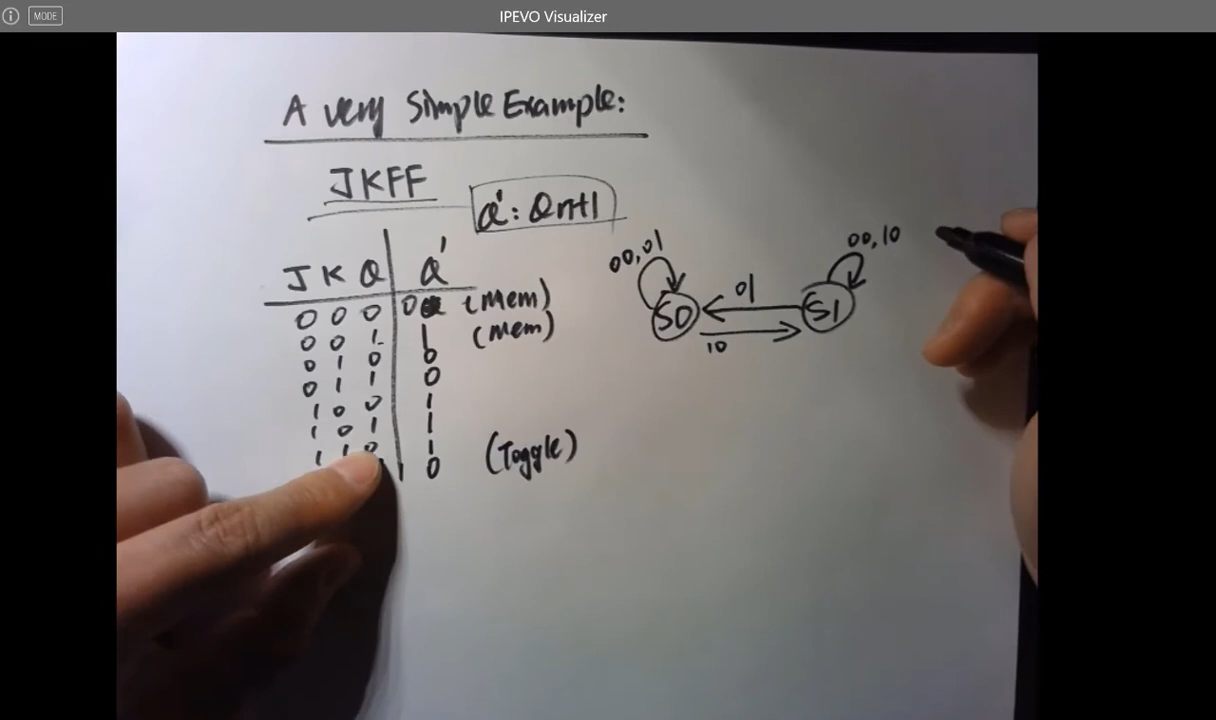 MODE
IPEVO Visualizer
A very Simple Example:
JKFF
Q': Qn+1
J K Q Q'
0 0 0 0 (Mem)
0 0 1 1 (Mem)
0 1 0 0
0 1 1 0
1 0 0 1
1 0 1 1
1 1 0 1
0
(Toggle)
00,01
S0
01
10
S1
00,10